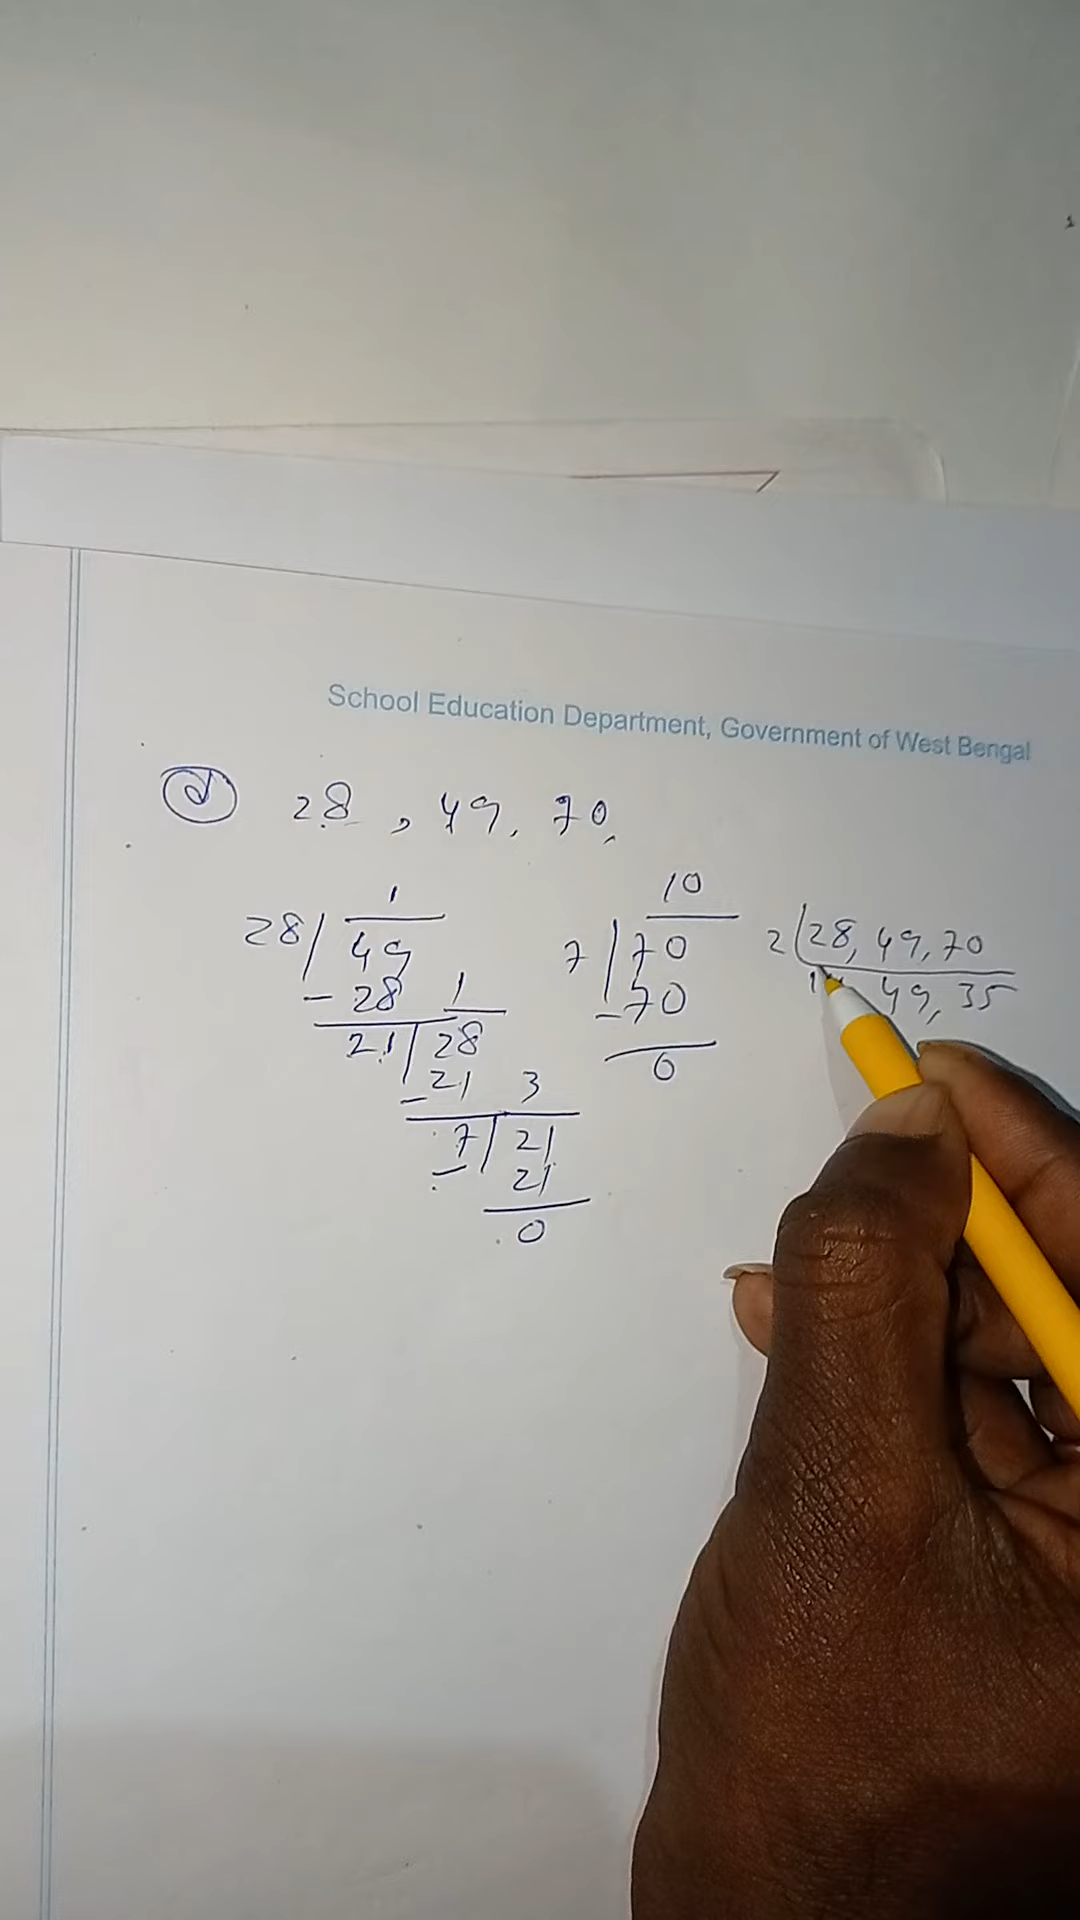 School Education Department, Government of West Bengal
d 28 , 49, 70,
1
28 49
- 28 1
21 28
- 21 3
7 21
- 21
0
10
7 70
- 70
0
2 28, 49, 70
49, 35